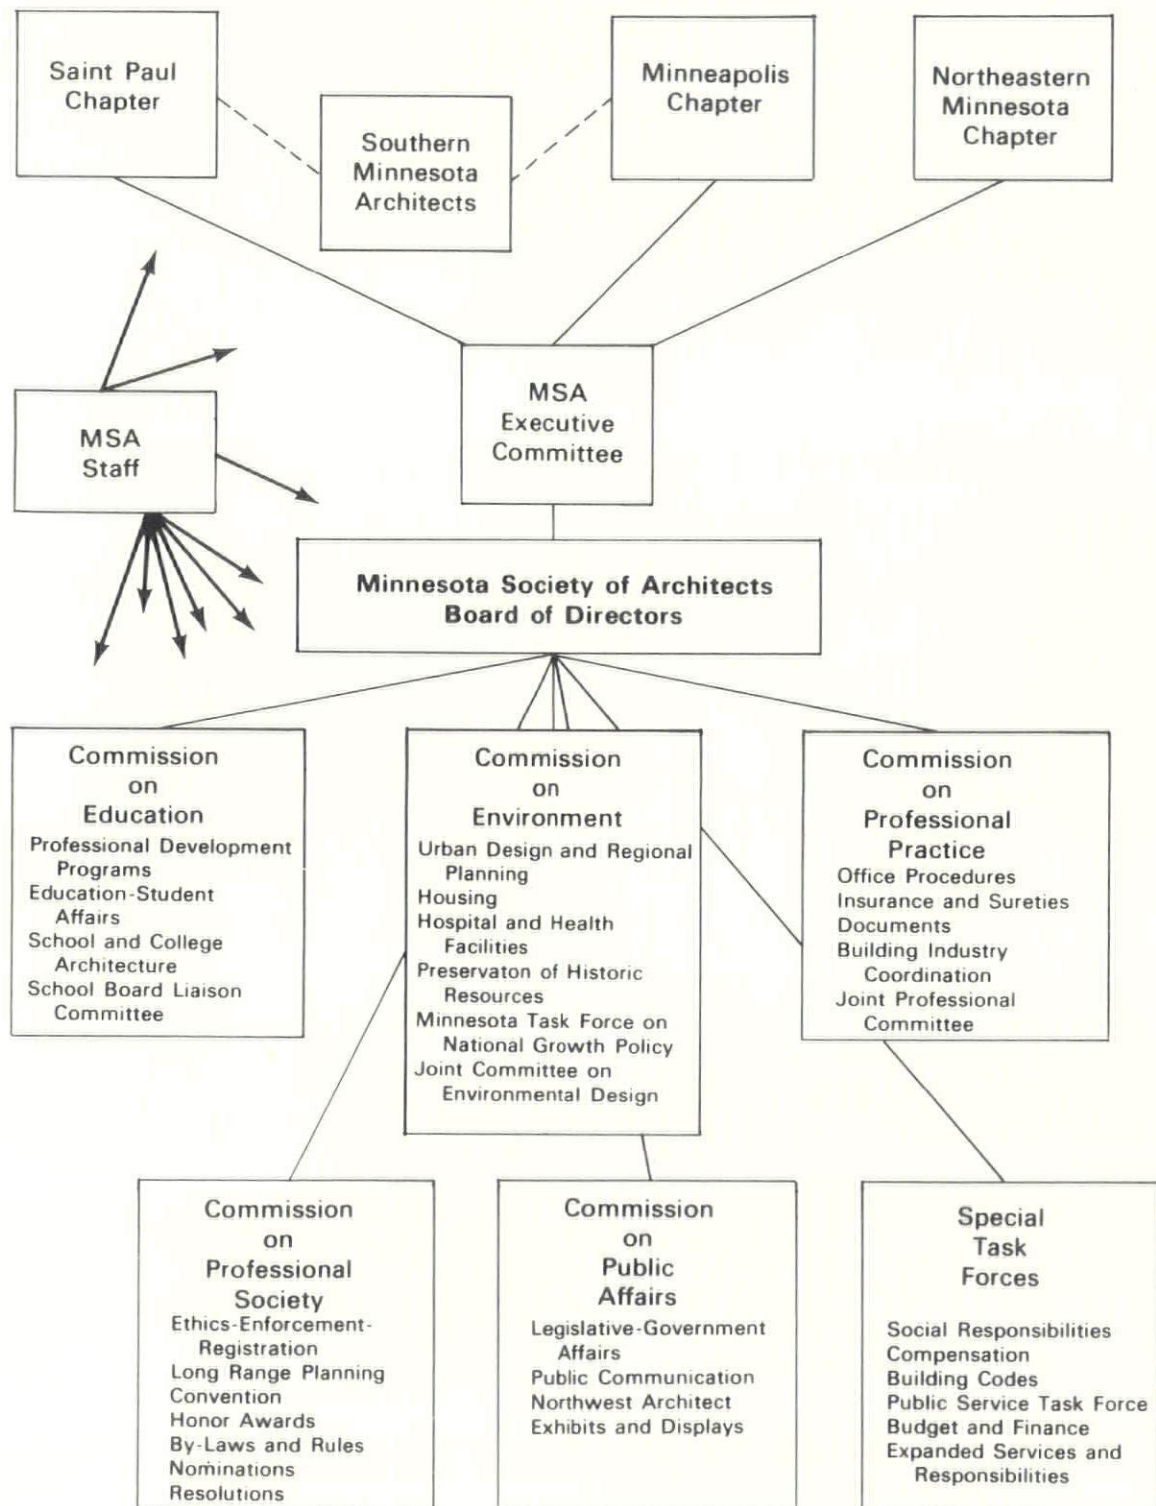 Saint Paul
Chapter
Southern
Minnesota
Architects
Minneapolis
Chapter
Northeastern
Minnesota
Chapter
MSA
Staff
MSA
Executive
Committee
Minnesota Society of Architects
Board of Directors
Commission
on
Education
Professional Development
Programs
Education-Student
Affairs
School and College
Architecture
School Board Liaison
Committee
Commission
on
Environment
Urban Design and Regional
Planning
Housing
Hospital and Health
Facilities
Preservaton of Historic
Resources
Minnesota Task Force on
National Growth Policy
Joint Committee on
Environmental Design
Commission
on
Professional
Practice
Office Procedures
Insurance and Sureties
Documents
Building Industry
Coordination
Joint Professional
Committee
Commission
on
Professional
Society
Ethics-Enforcement-
Registration
Long Range Planning
Convention
Honor Awards
By-Laws and Rules
Nominations
Resolutions
Commission
on
Public
Affairs
Legislative-Government
Affairs
Public Communication
Northwest Architect
Exhibits and Displays
Special
Task
Forces
Social Responsibilities
Compensation
Building Codes
Public Service Task Force
Budget and Finance
Expanded Services and
Responsibilities